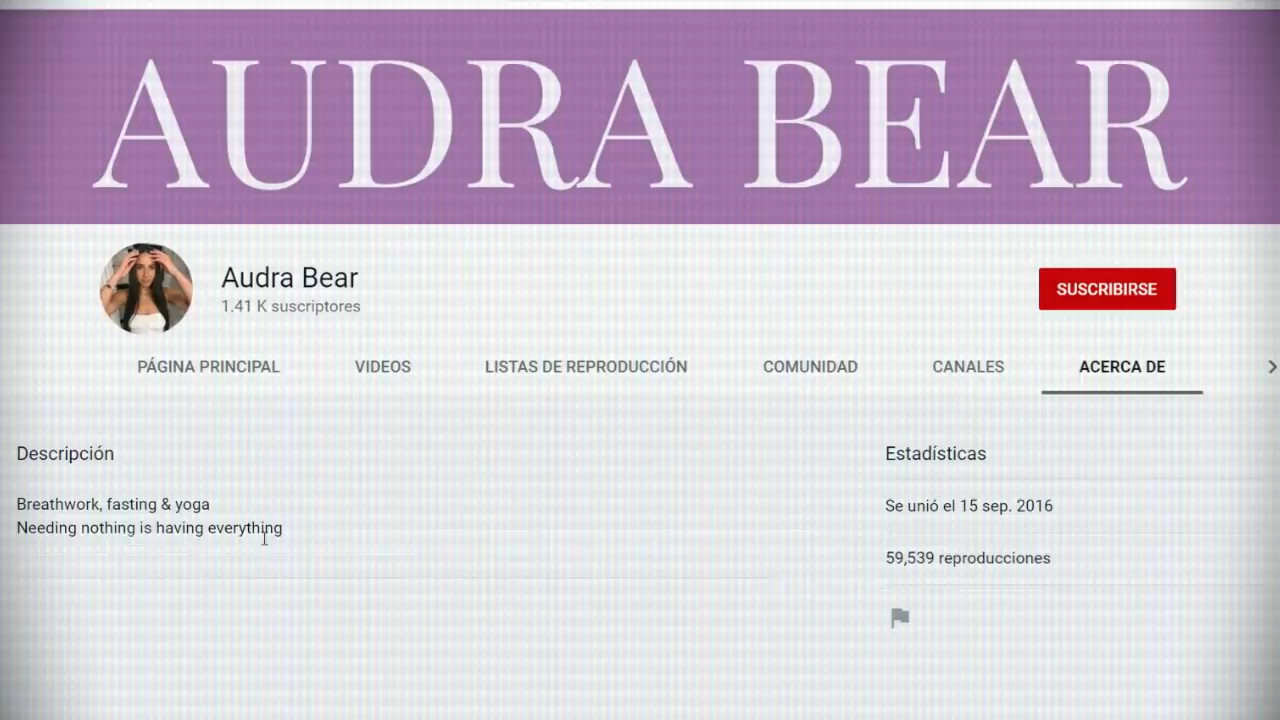 AUDRA BEAR
Audra Bear
1.41 K suscriptores
SUSCRIBIRSE
PÁGINA PRINCIPAL VIDEOS LISTAS DE REPRODUCCIÓN COMUNIDAD CANALES ACERCA DE
Descripción
Breathwork, fasting & yoga
Needing nothing is having everything
Estadísticas
Se unió el 15 sep. 2016
59,539 reproducciones